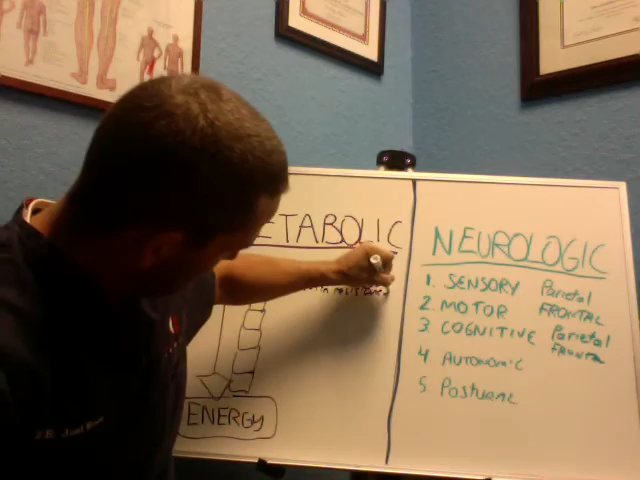 ETABOLIC
ENERGY
NEUROLOGIC
1. SENSORY Parietal
2. MOTOR FRONTAL
3. COGNITIVE Parietal
FRONTAL
4. AUTONOMIC
5. POSTURAL